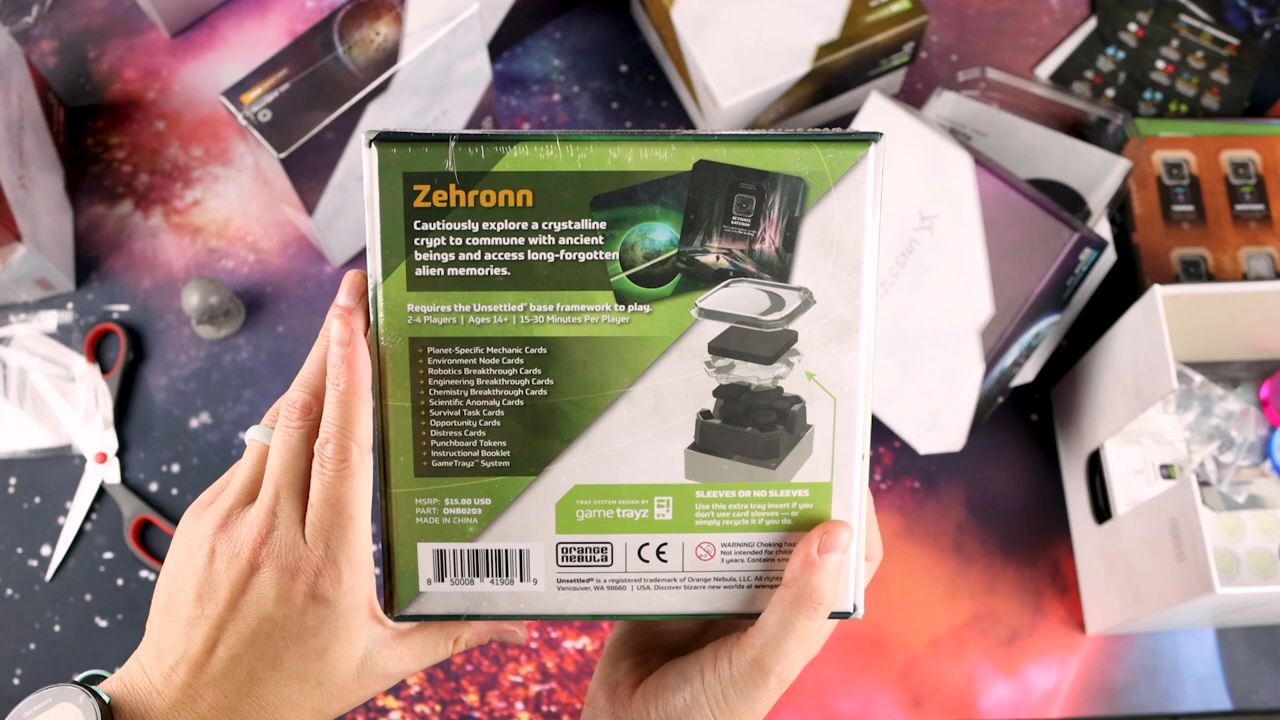 Zehronn
Cautiously explore a crystalline
crypt to commune with ancient
beings and access long-forgotten
alien memories.
ACTIVATE
GATEWAY
Requires the Unsettled® base framework to play.
2-4 Players | Ages 14+ | 15-30 Minutes Per Player
Planet-Specific Mechanic Cards
Environment Node Cards
Robotics Breakthrough Cards
Engineering Breakthrough Cards
Chemistry Breakthrough Cards
Scientific Anomaly Cards
Survival Task Cards
Opportunity Cards
Distress Cards
Punchboard Tokens
Instructional Booklet
GameTrayz™ System
MSRP: $15.00 USD
PART: ONB0203
MADE IN CHINA
TRAY SYSTEM DESIGN BY
game trayz
SLEEVES OR NO SLEEVES
Use this extra tray insert if you
don't use card sleeves — or
simply recycle it if you do.
8 50008 41908 9
ORANGE
NEBULA
CE
0-3
WARNING! Choking
Not intended for
3 years. Contains
Unsettled® is a registered trademark of Orange Nebula, LLC. All
Vancouver, WA 98660 | USA. Discover bizarre new worlds at
GARMIN